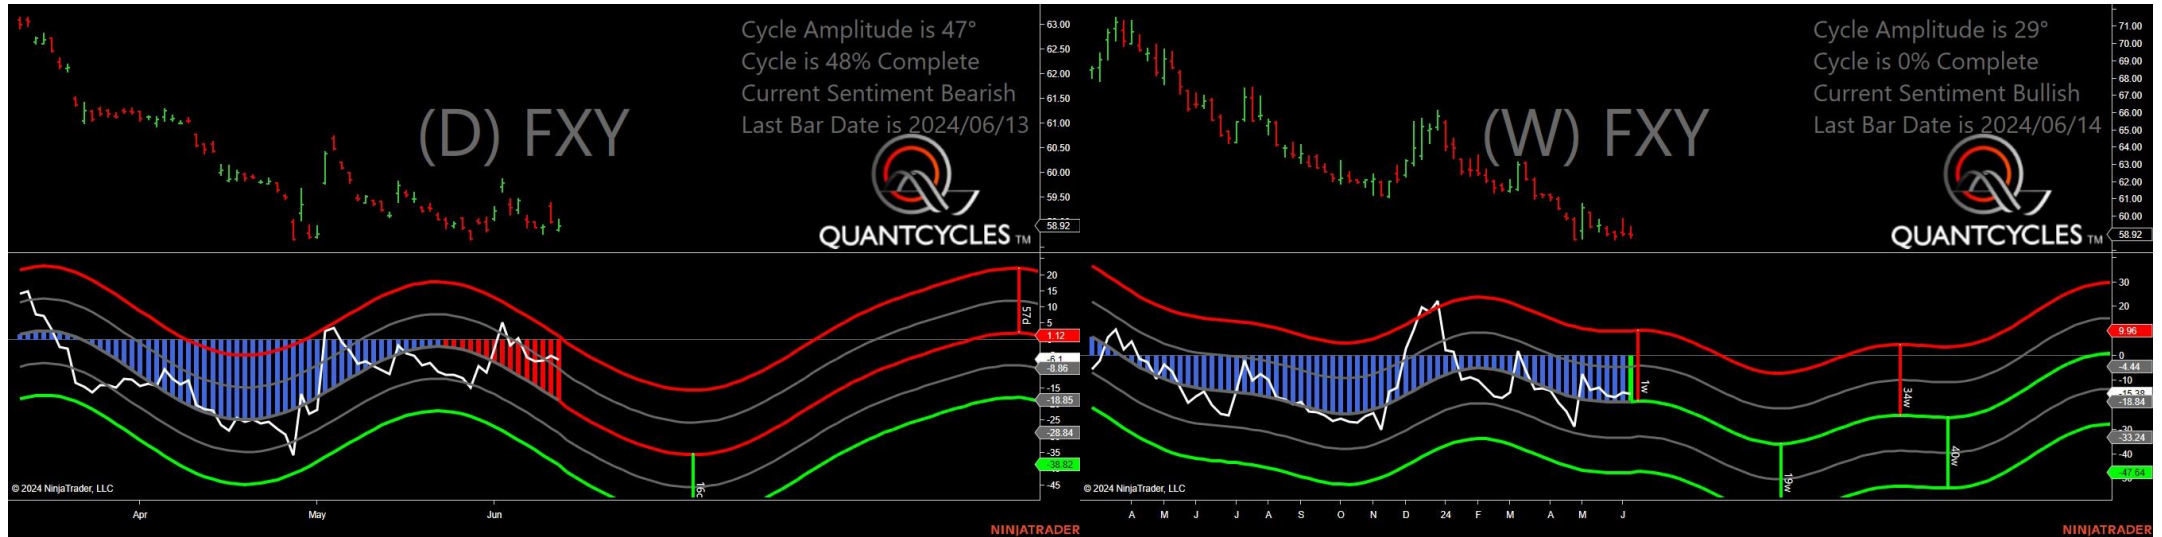 Cycle Amplitude is 47°
Cycle is 48% Complete
Current Sentiment Bearish
Last Bar Date is 2024/06/13
(D) FXY
QUANTCYCLES TM
63.00
62.50
62.00
61.50
61.00
60.50
60.00
59.50
58.92
20
15
10
5
1.12
-6.1
-8.86
-15
-18.85
-25
-28.84
-35
-38.82
-45
57d
© 2024 NinjaTrader, LLC
Apr May Jun
NINJATRADER
Cycle Amplitude is 29°
Cycle is 0% Complete
Current Sentiment Bullish
Last Bar Date is 2024/06/14
(W) FXY
QUANTCYCLES TM
71.00
70.00
69.00
68.00
67.00
66.00
65.00
64.00
63.00
62.00
61.00
60.00
58.92
30
20
9.96
0
-4.44
-10
-15.38
-18.84
-30
-33.24
-40
-47.64
1w
19w
34w
40w
© 2024 NinjaTrader, LLC
A M J J A S O N D 24 F M A M J
NINJATRADER